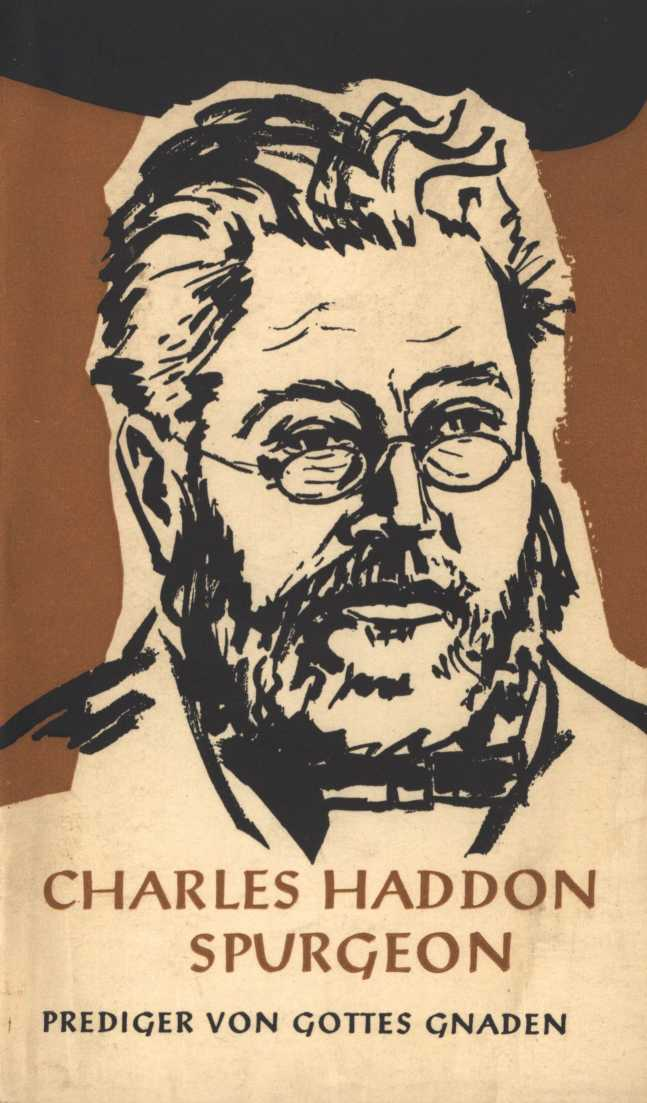 CHARLES HADDON
SPURGEON
PREDIGER VON GOTTES GNADEN